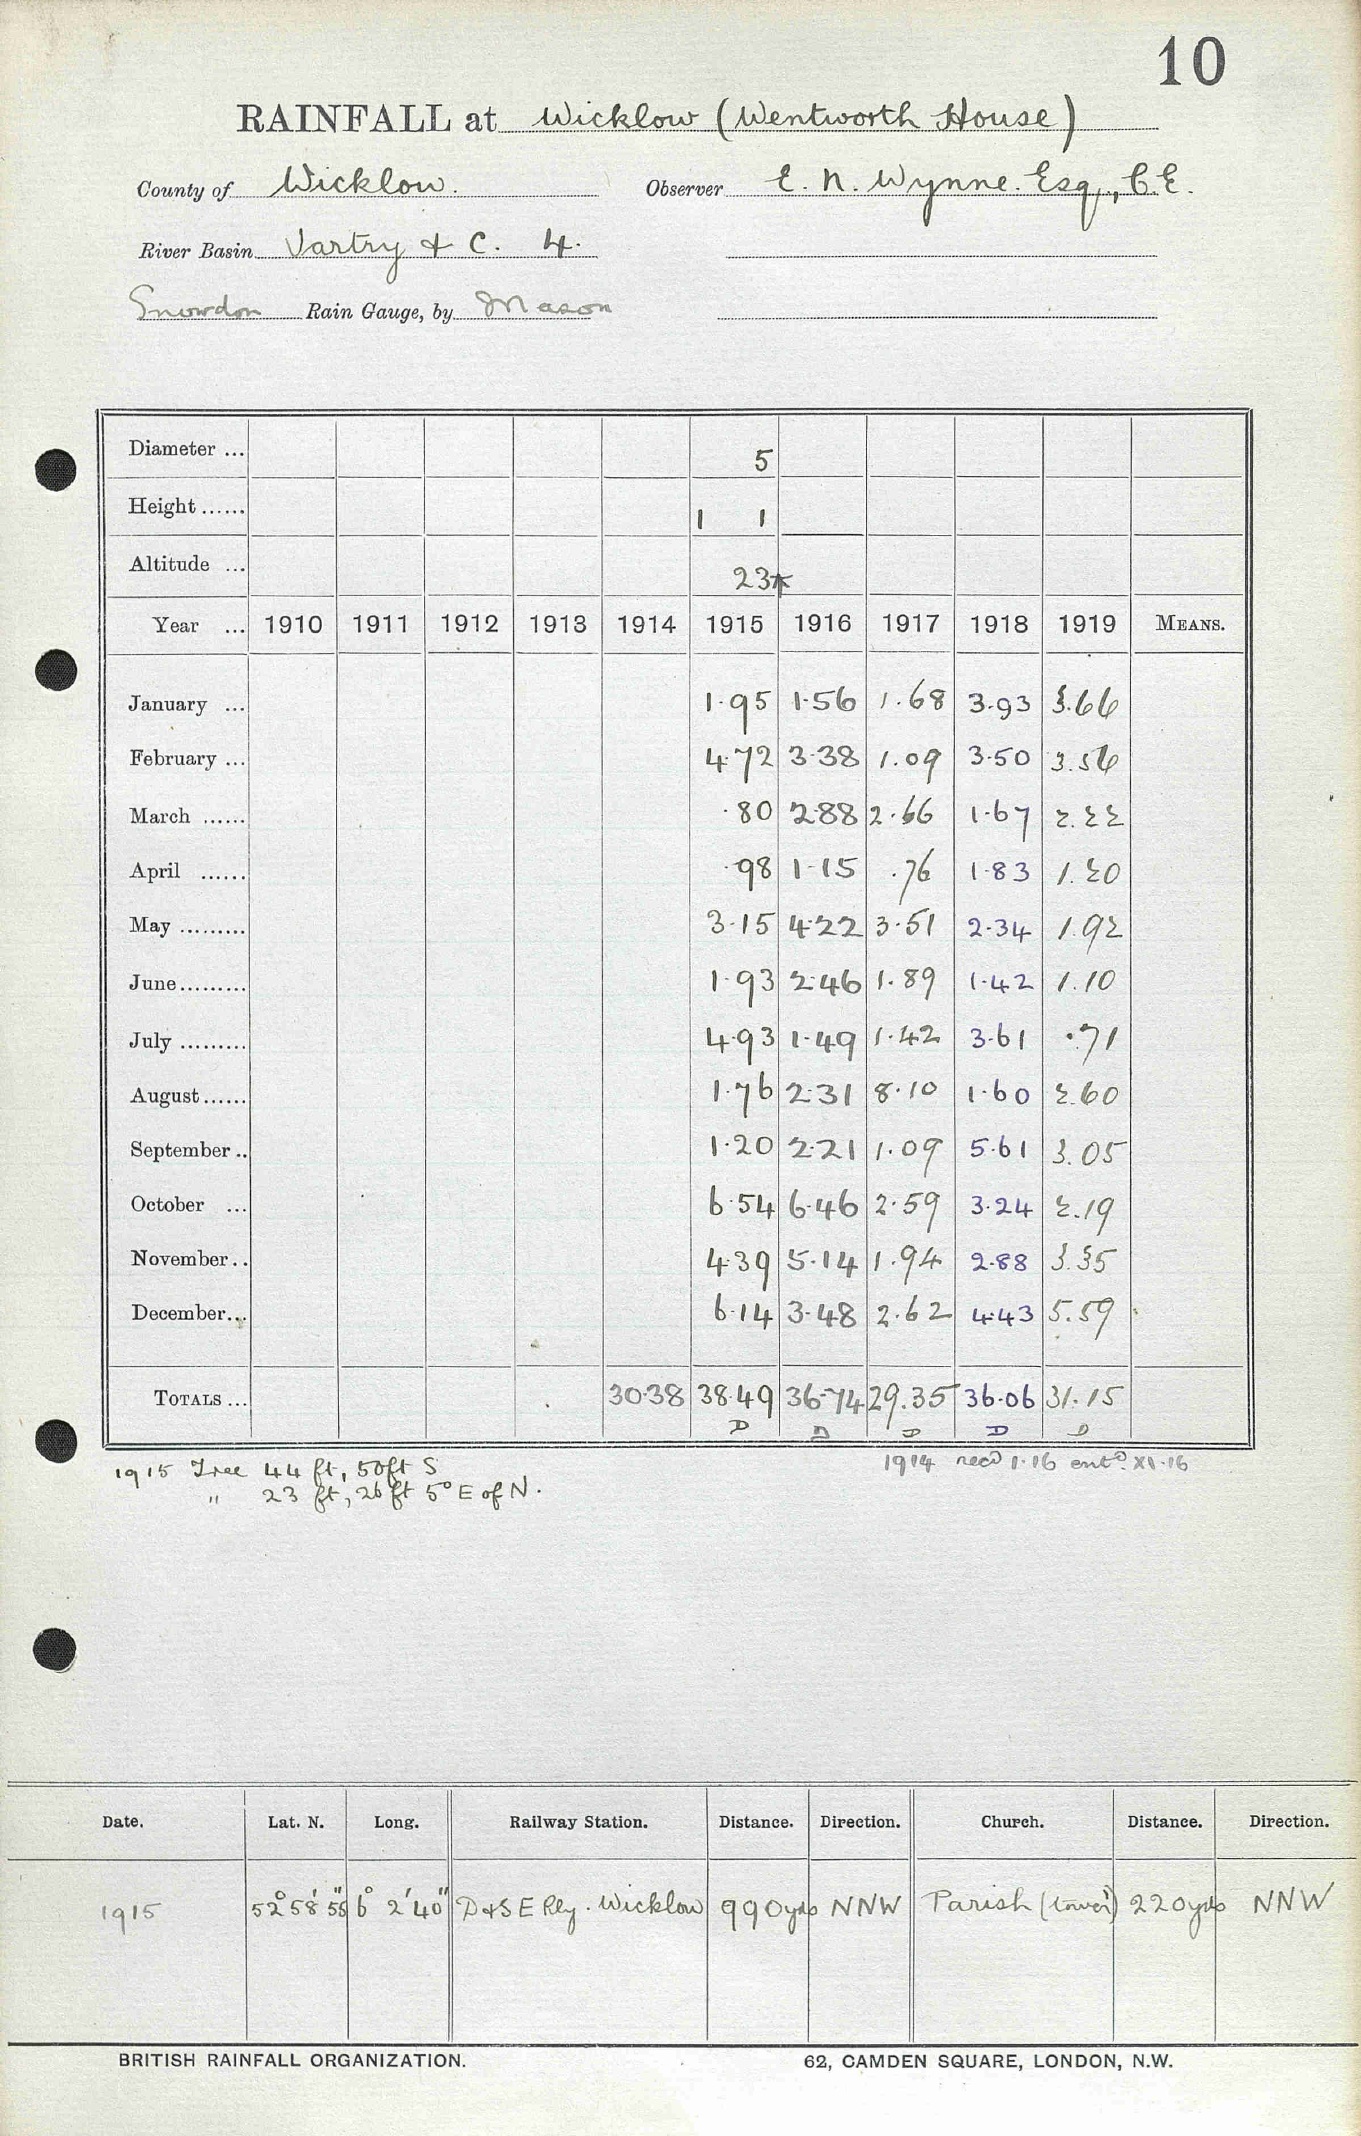 10
RAINFALL at Wicklow (Wentworth House)
County of Wicklow. Observer E. N. Wynne. Esq, C.E.
River Basin Vartry & C. 4.
Snowdon Rain Gauge, by Mason
Diameter ... 5
Height ...... 1 1
Altitude ... 23*
Year ... 1910 1911 1912 1913 1914 1915 1916 1917 1918 1919 MEANS.
January ... 1·95 1·56 1.68 3·93 3.66
February ... 4·72 3·38 1.09 3·50 3.56
March ...... ·80 2·88 2·66 1·67 2.22
April ...... ·98 1·15 ·76 1·83 1.20
May ......... 3·15 4·22 3·51 2·34 1.92
June......... 1·93 2·46 1·89 1·42 1.10
July ......... 4·93 1·49 1·42 3·61 ·71
August...... 1·76 2·31 8·10 1·60 2.60
September .. 1·20 2·21 1·09 5·61 3.05
October ... 6·54 6·46 2·59 3·24 2.19
November.. 4·39 5·14 1·94 2·88 3.35
December... 6·14 3·48 2·62 4·43 5.59
TOTALS ... 30·38 38·49 36·74 29.35 36·06 31.15
D D D D D
1915 Tree 44 ft, 50ft S
" 23 ft, 26 ft 5° E of N.
1914 recd 1·16 entd. XI·16
Date. Lat. N. Long. Railway Station. Distance. Direction. Church. Distance. Direction.
1915 52° 58' 55" 6° 2' 40" D & S E Rly. Wicklow 990yds NNW Parish (tower) 220yds NNW
BRITISH RAINFALL ORGANIZATION. 62, CAMDEN SQUARE, LONDON, N.W.